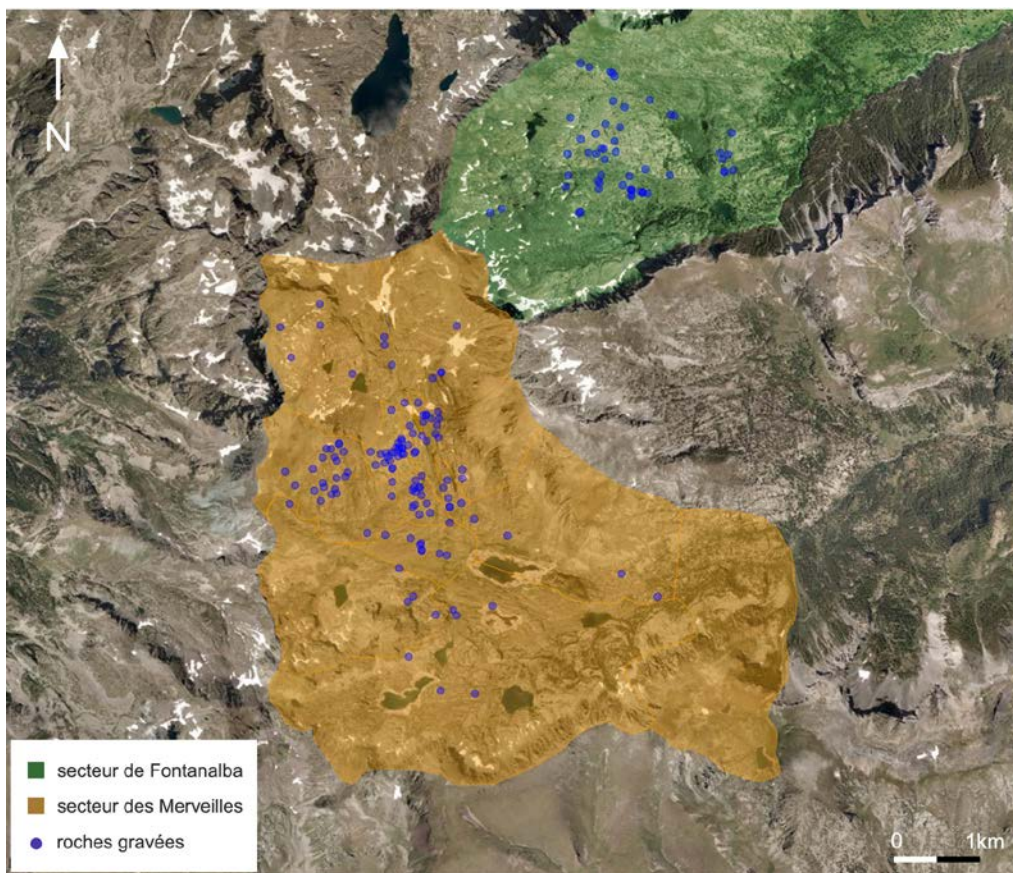 N
secteur de Fontanalba
secteur des Merveilles
roches gravées
0 1km